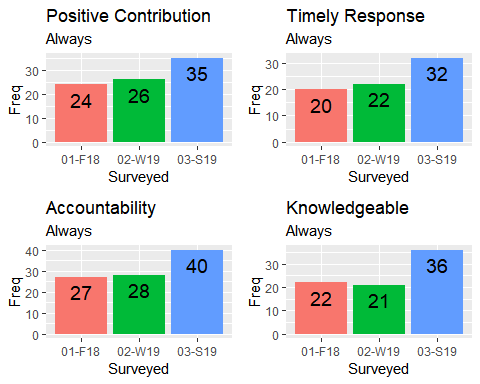 Positive Contribution
Always
Freq
30
20
10
0
24
26
35
01-F18
02-W19
03-S19
Surveyed
Timely Response
Always
Freq
30
20
10
0
20
22
32
01-F18
02-W19
03-S19
Surveyed
Accountability
Always
Freq
40
30
20
10
0
27
28
40
01-F18
02-W19
03-S19
Surveyed
Knowledgeable
Always
Freq
30
20
10
0
22
21
36
01-F18
02-W19
03-S19
Surveyed